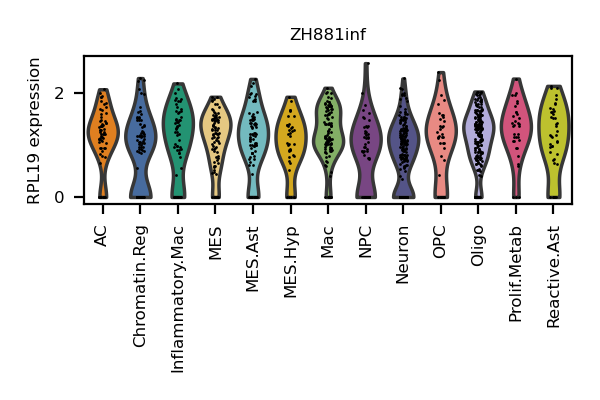 ZH881inf
RPL19 expression
2
0
AC
Chromatin.Reg
Inflammatory.Mac
MES
MES.Ast
MES.Hyp
Mac
NPC
Neuron
OPC
Oligo
Prolif.Metab
Reactive.Ast